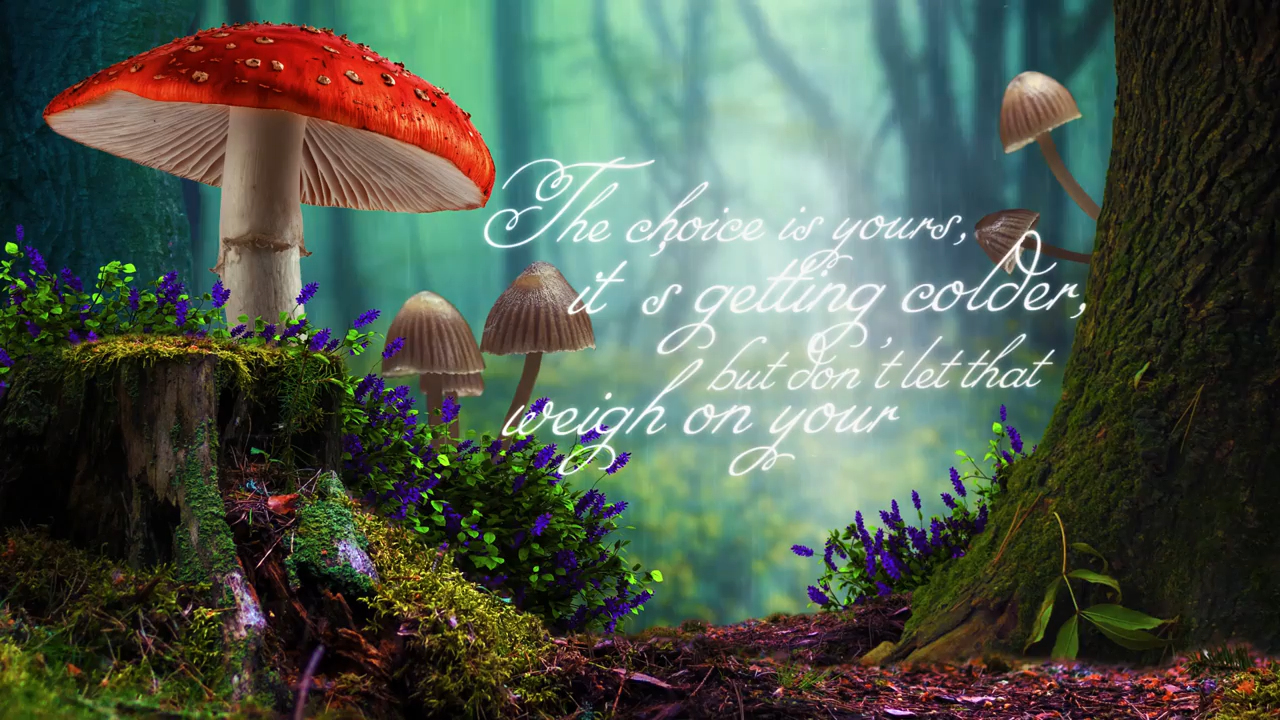 The choice is yours,
it's getting colder,
but don't let that
weigh on your